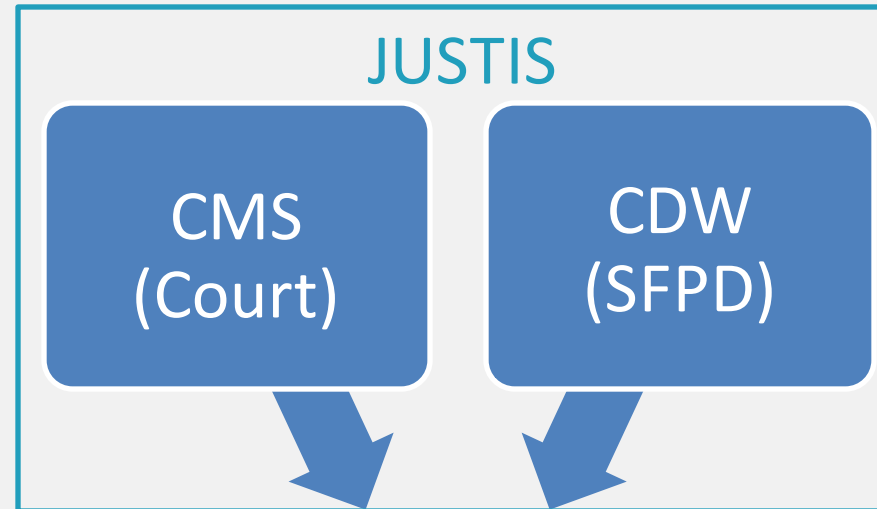 JUSTIS
CMS
(Court)
CDW
(SFPD)